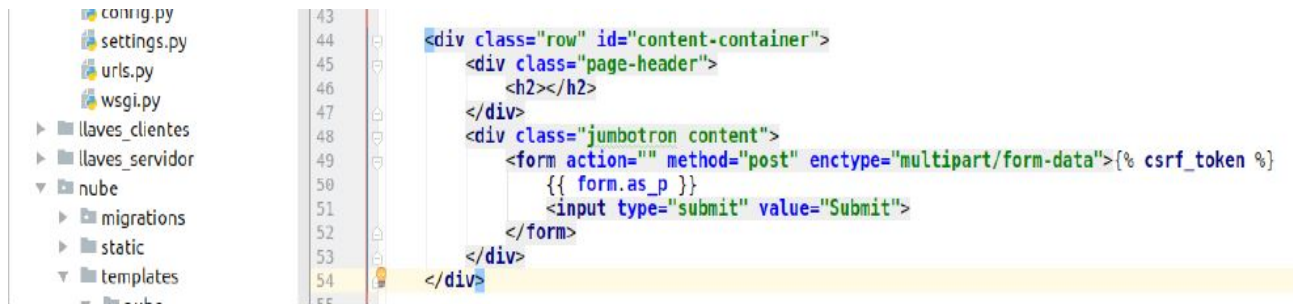 config.py
settings.py
urls.py
wsgi.py
llaves_clientes
llaves_servidor
nube
migrations
static
templates
43
44 <div class="row" id="content-container">
45 <div class="page-header">
46 <h2></h2>
47 </div>
48 <div class="jumbotron content">
49 <form action="" method="post" enctype="multipart/form-data">{% csrf_token %}
50 {{ form.as_p }}
51 <input type="submit" value="Submit">
52 </form>
53 </div>
54 </div>